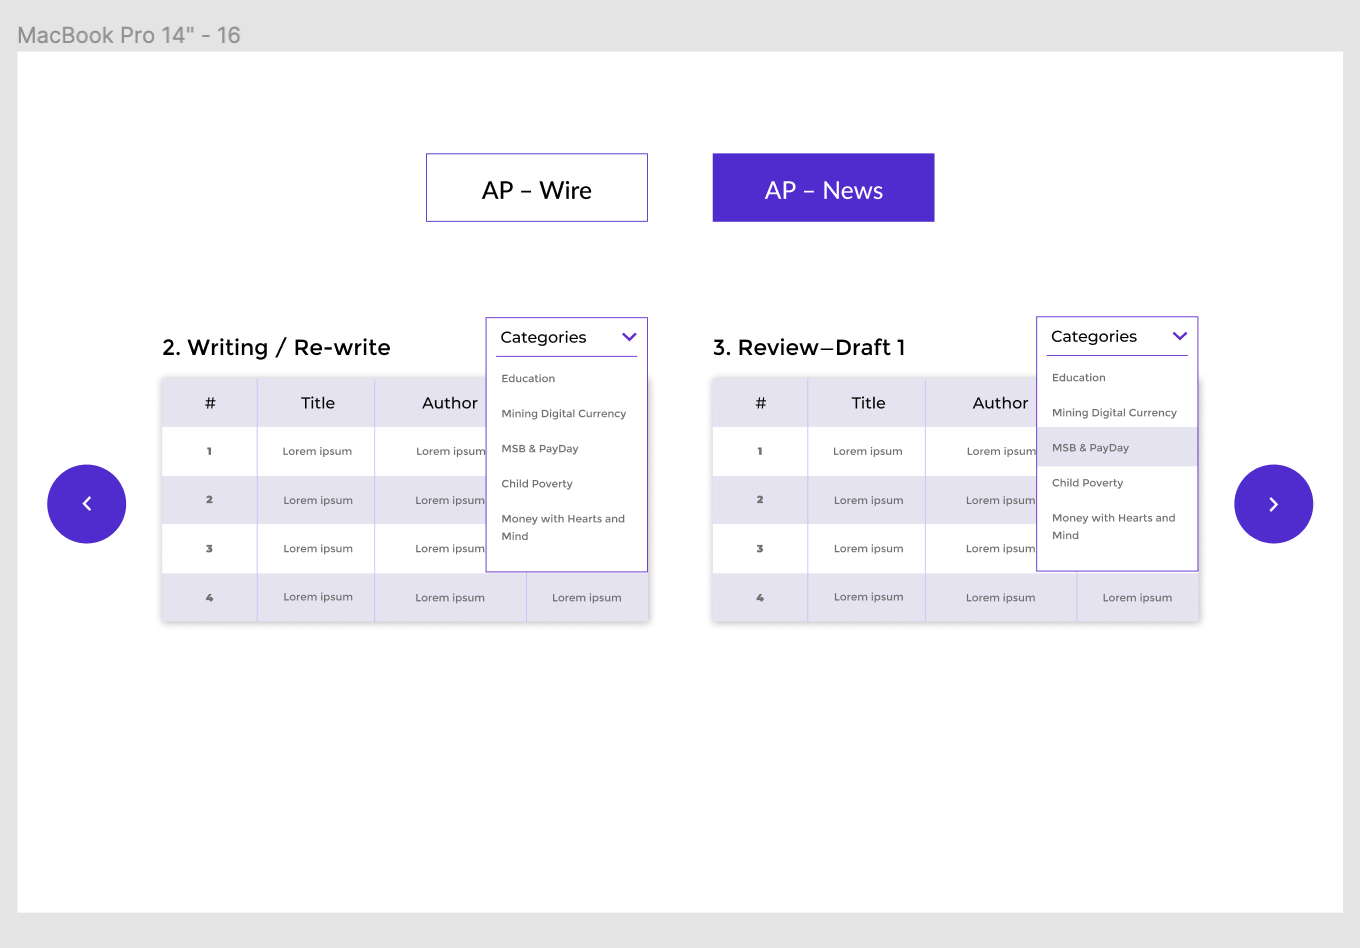 MacBook Pro 14" - 16
AP – Wire
AP – News
2. Writing / Re-write
Categories
Education
Mining Digital Currency
MSB & PayDay
Child Poverty
Money with Hearts and
Mind
# Title Author
1 Lorem ipsum Lorem ipsum
2 Lorem ipsum Lorem ipsum
3 Lorem ipsum Lorem ipsum
4 Lorem ipsum Lorem ipsum Lorem ipsum
3. Review—Draft 1
Categories
Education
Mining Digital Currency
MSB & PayDay
Child Poverty
Money with Hearts and
Mind
# Title Author
1 Lorem ipsum Lorem ipsum
2 Lorem ipsum Lorem ipsum
3 Lorem ipsum Lorem ipsum
4 Lorem ipsum Lorem ipsum Lorem ipsum